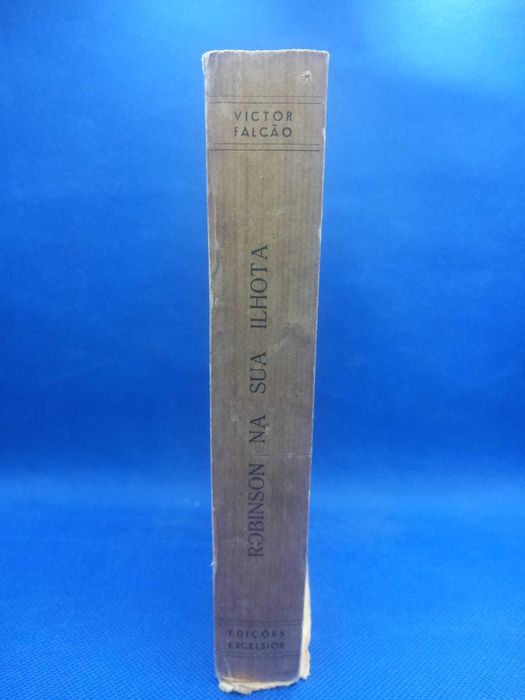 VICTOR
FALCÃO
ROBINSON NA SUA ILHOTA
EDIÇÕES
EXCELSIOR